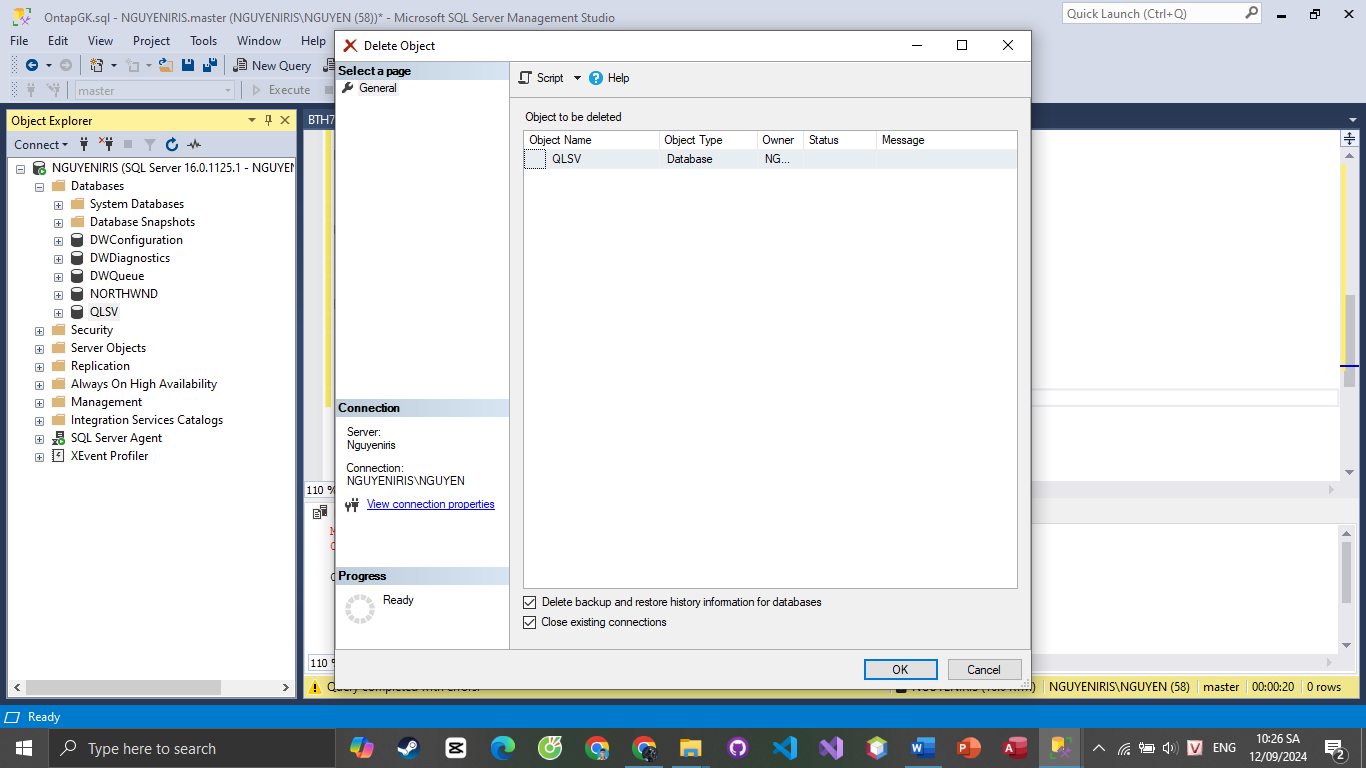 OntapGK.sql - NGUYENIRIS.master (NGUYENIRIS\NGUYEN (58))* - Microsoft SQL Server Management Studio
Quick Launch (Ctrl+Q)
File Edit View Project Tools Window Help
New Query
master
Execute
Object Explorer
Connect
NGUYENIRIS (SQL Server 16.0.1125.1 - NGUYEN
Databases
System Databases
Database Snapshots
DWConfiguration
DWDiagnostics
DWQueue
NORTHWND
QLSV
Security
Server Objects
Replication
Always On High Availability
Management
Integration Services Catalogs
SQL Server Agent
XEvent Profiler
BTH7
110 %
110 %
Delete Object
Select a page
General
Script
Help
Object to be deleted
Object Name Object Type Owner Status Message
QLSV Database NG...
Connection
Server:
Nguyeniris
Connection:
NGUYENIRIS\NGUYEN
View connection properties
Progress
Ready
Delete backup and restore history information for databases
Close existing connections
OK
Cancel
NGUYENIRIS\NGUYEN (58) master 00:00:20 0 rows
Ready
Type here to search
ENG
10:26 SA
12/09/2024
2